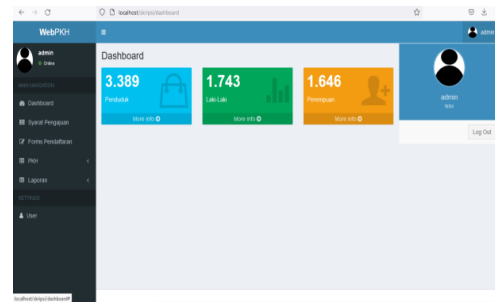 localhost/skripsi/dashboard
WebPKH
admin
admin
Online
MAIN NAVIGATION
Dashboard
Syarat Pengajuan
Forms Pendaftaran
PKH
Laporan
SETTINGS
User
Dashboard
3.389
Penduduk
More info
1.743
Laki-Laki
More info
1.646
Perempuan
More info
admin
Log Out
localhost/skripsi/dashboard#